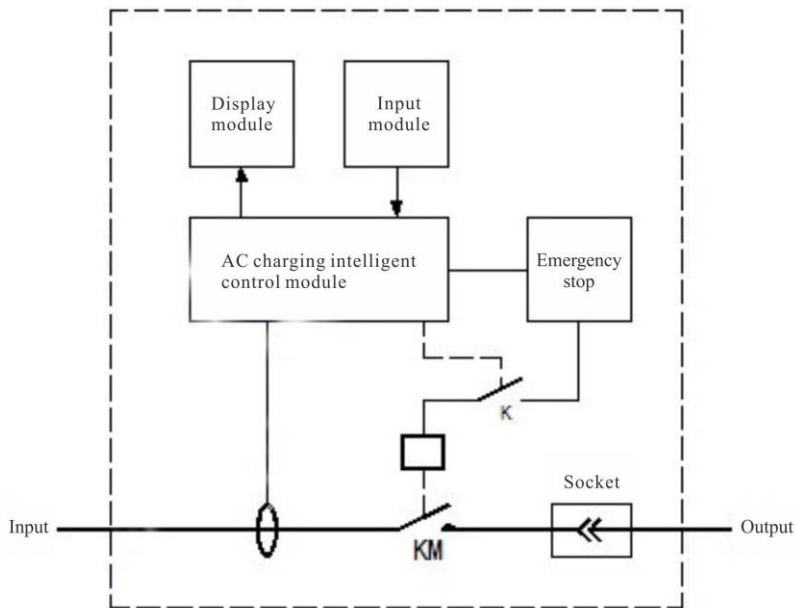 Display
module
Input
module
AC charging intelligent
control module
Emergency
stop
K
Socket
Input
KM
Output